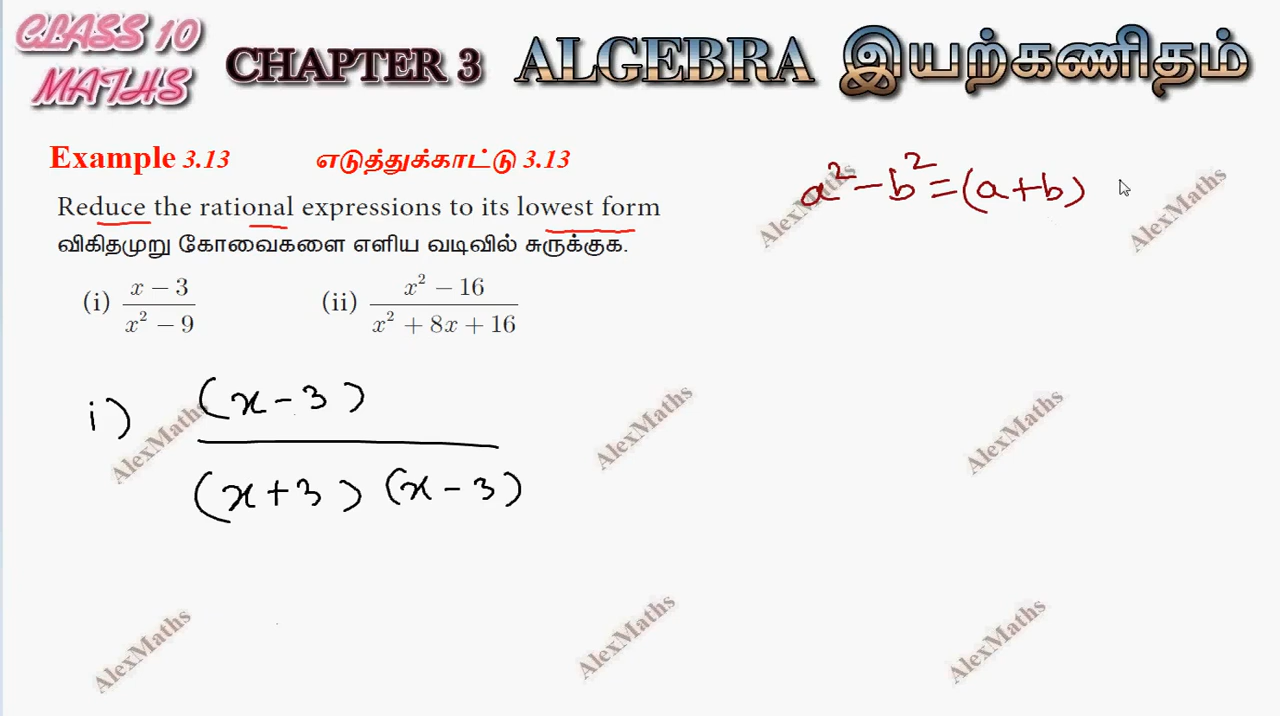 CLASS 10
MATHS
CHAPTER 3
ALGEBRA இயற்கணிதம்
Example 3.13 எடுத்துக்காட்டு 3.13
Reduce the rational expressions to its lowest form
விகிதமுறு கோவைகளை எளிய வடிவில் சுருக்குக.
(i) x − 3 / x² − 9 (ii) x² − 16 / x² + 8x + 16
a² − b² = (a+b)
i) (x − 3) / (x+3) (x − 3)
AlexMaths
AlexMaths
AlexMaths
AlexMaths
AlexMaths
AlexMaths
AlexMaths
AlexMaths